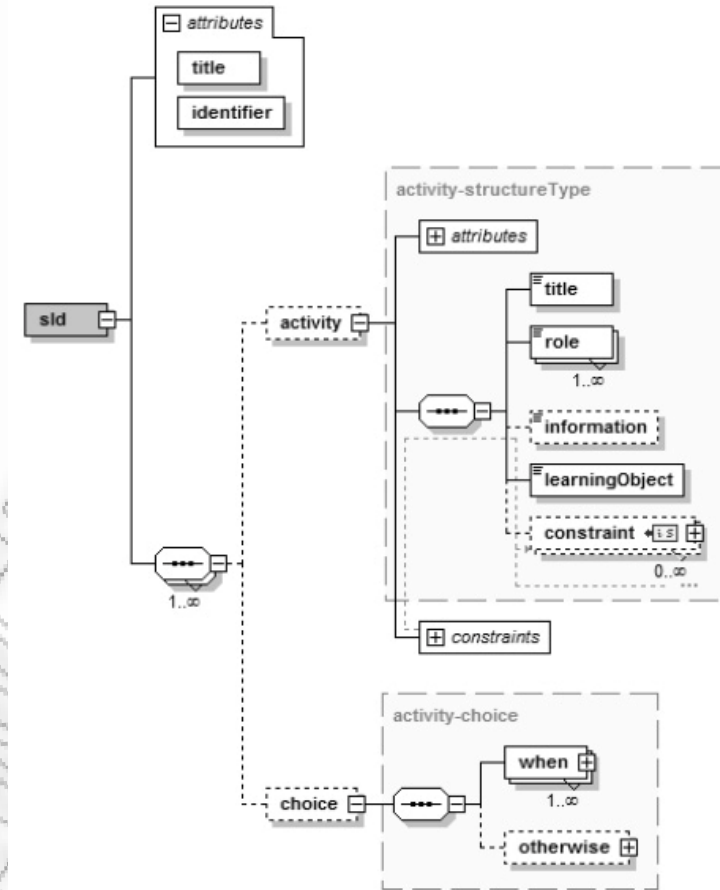 attributes
title
identifier
activity-structureType
attributes
sld
title
activity
role
1..∞
information
learningObject
constraint
0..∞
1..∞
constraints
activity-choice
when
1..∞
choice
otherwise